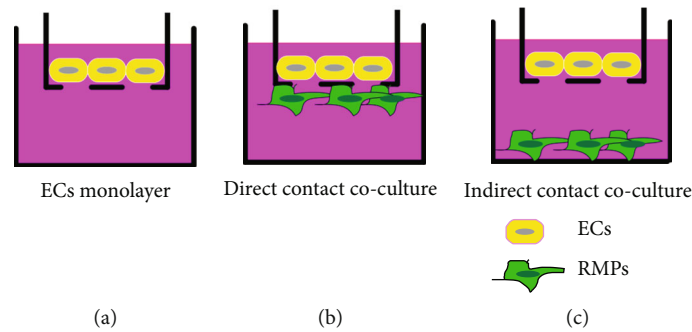 ECs monolayer
Direct contact co-culture
Indirect contact co-culture
ECs
RMPs
(a)
(b)
(c)